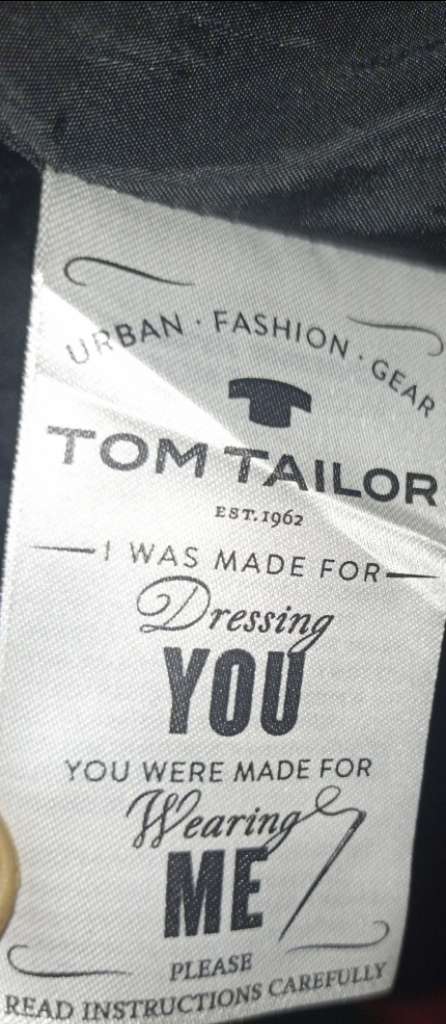 URBAN · FASHION · GEAR
TOM TAILOR
EST. 1962
I WAS MADE FOR
Dressing
YOU
YOU WERE MADE FOR
Wearing
ME
PLEASE
READ INSTRUCTIONS CAREFULLY